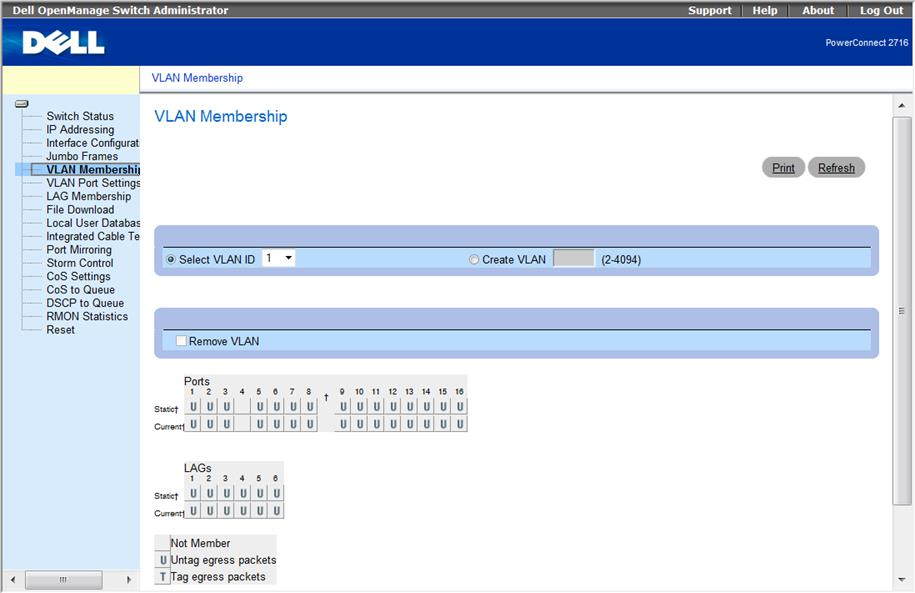 Dell OpenManage Switch Administrator
Support Help About Log Out
DELL
PowerConnect 2716
VLAN Membership
Switch Status
IP Addressing
Interface Configurat
Jumbo Frames
VLAN Membership
VLAN Port Settings
LAG Membership
File Download
Local User Databas
Integrated Cable Te
Port Mirroring
Storm Control
CoS Settings
CoS to Queue
DSCP to Queue
RMON Statistics
Reset
VLAN Membership
Print Refresh
Select VLAN ID 1 Create VLAN (2-4094)
Remove VLAN
Ports
1 2 3 4 5 6 7 8 † 9 10 11 12 13 14 15 16
Static† U U U U U U U U U U U U U U U
Current† U U U U U U U U U U U U U U U
LAGs
1 2 3 4 5 6
Static† U U U U U U
Current† U U U U U U
Not Member
U Untag egress packets
T Tag egress packets